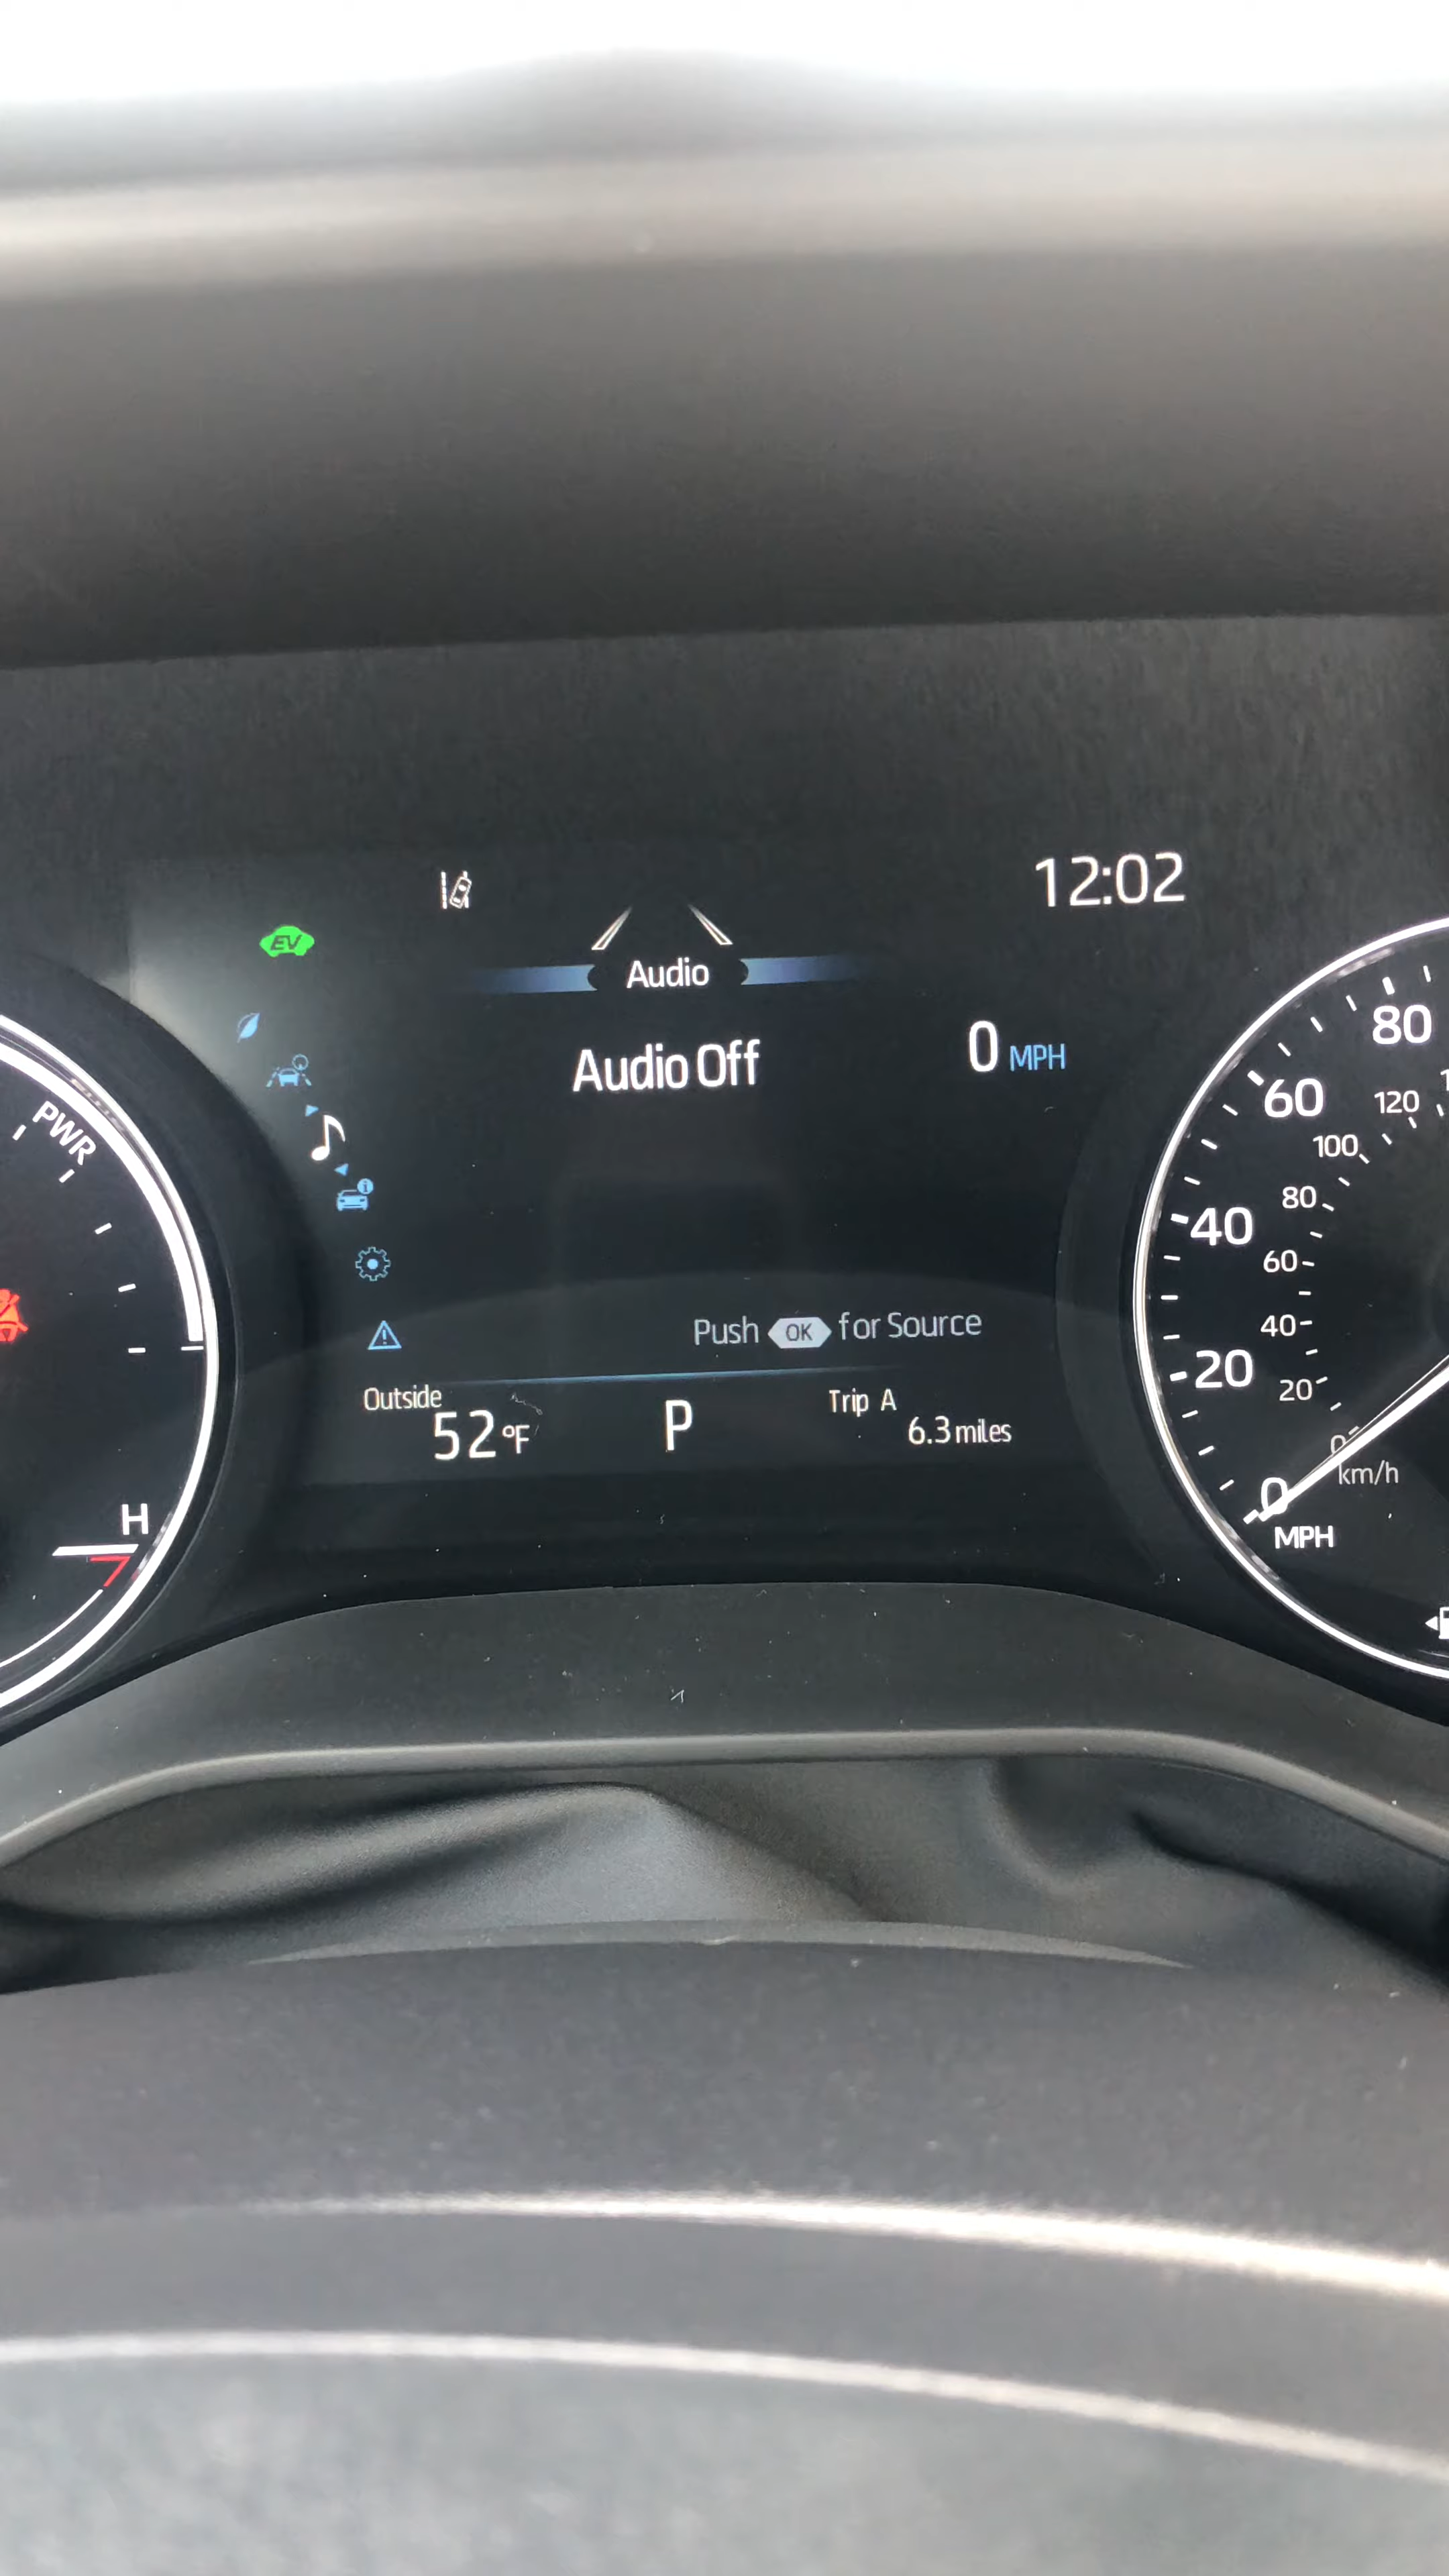 12:02
EV
Audio
Audio Off
0 MPH
PWR
Push OK for Source
Outside
52°F
P
Trip A
6.3 miles
H
80
60
40
20
0
MPH
120
100
80
60
40
20
0
km/h